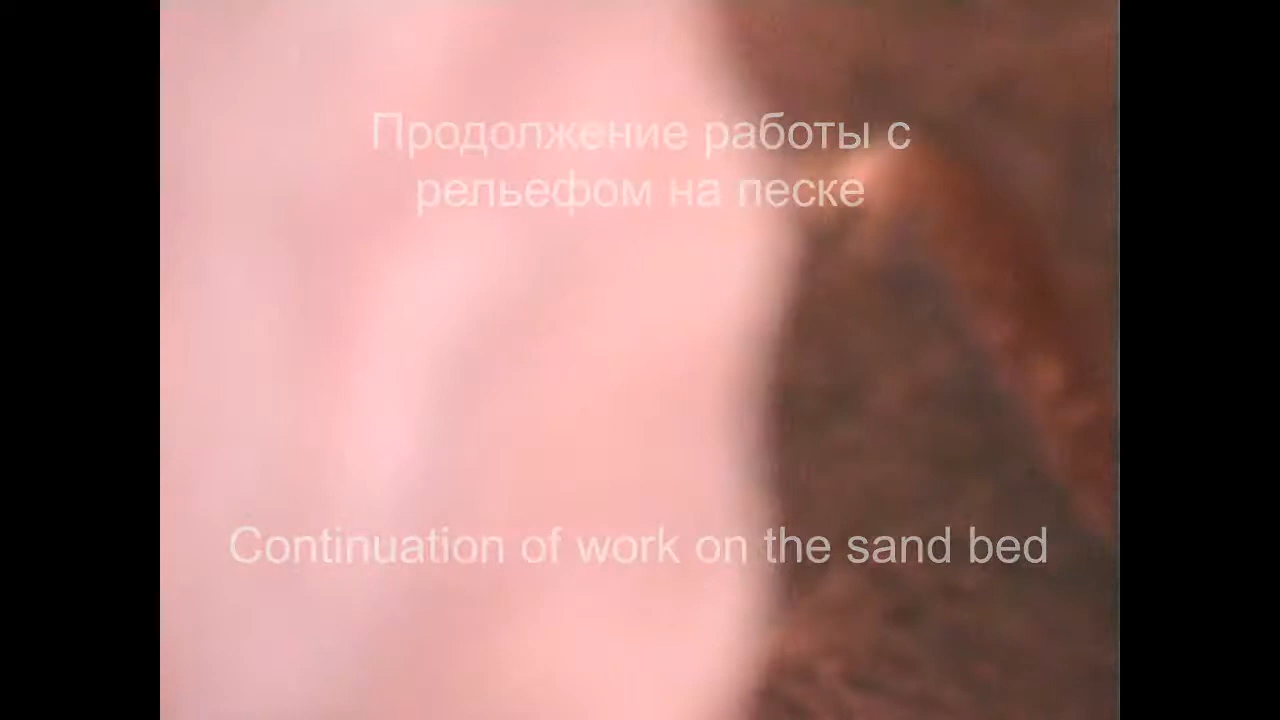 Продолжение работы с
рельефом на песке
Continuation of work on the sand bed